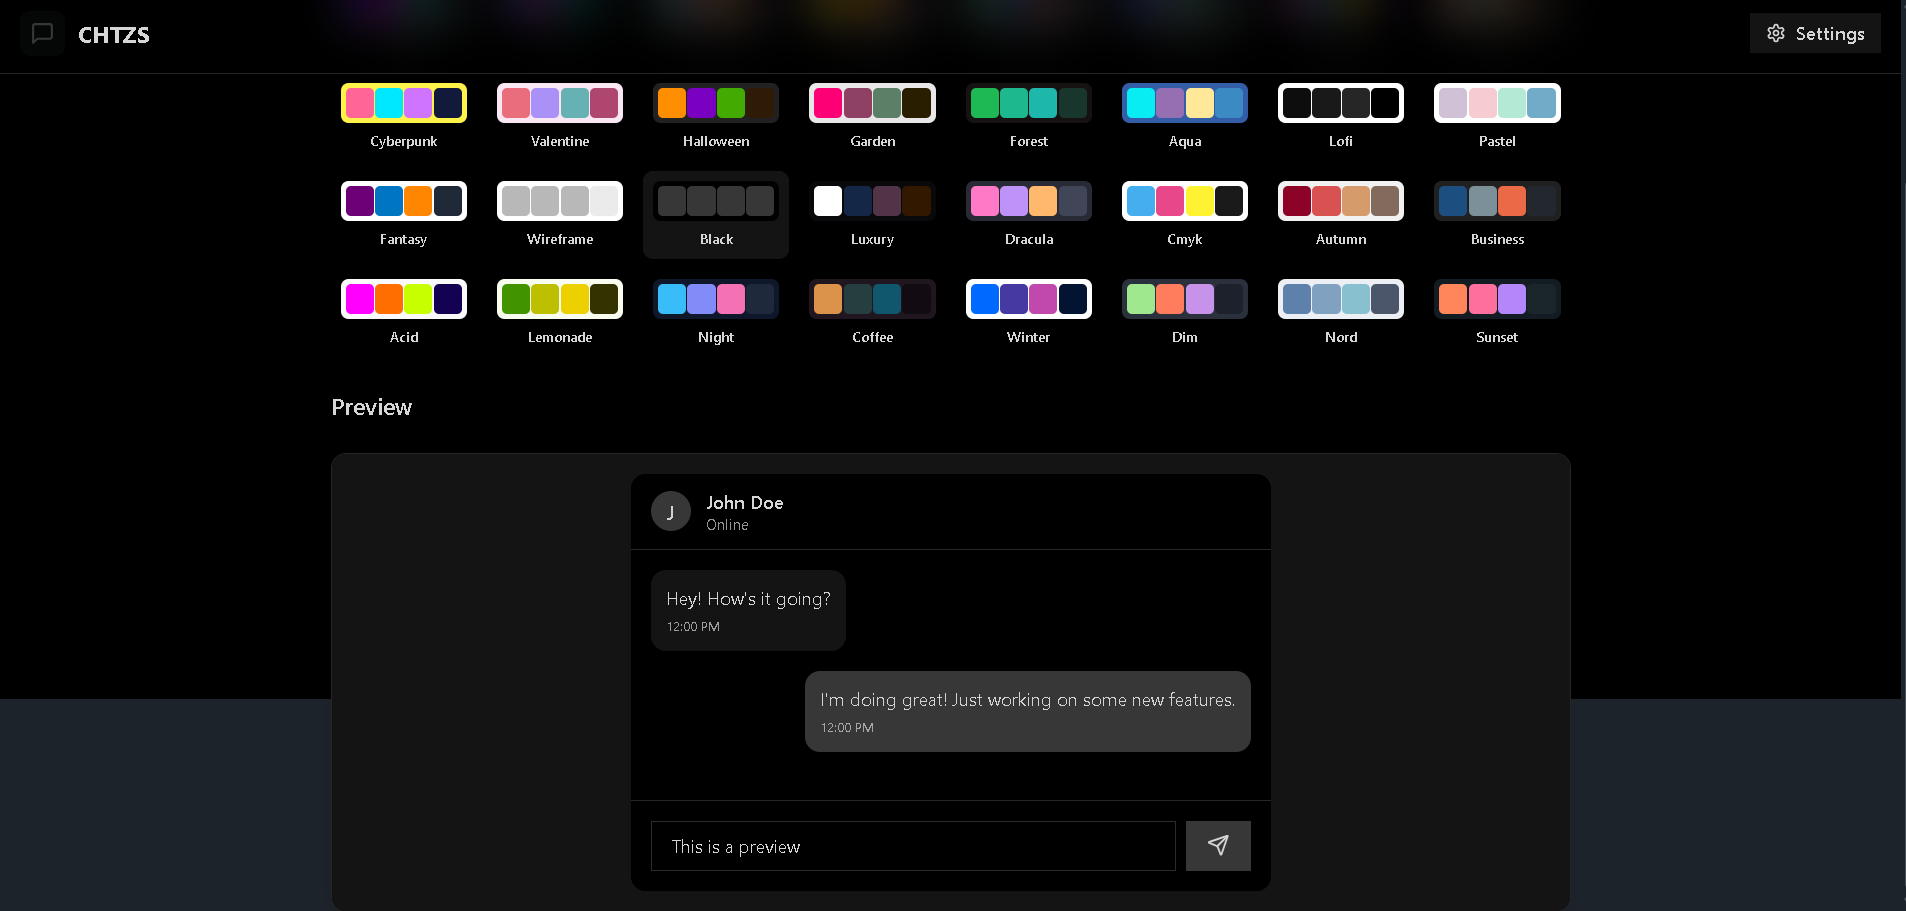 CHTZS
Settings
Cyberpunk Valentine Halloween Garden Forest Aqua Lofi Pastel
Fantasy Wireframe Black Luxury Dracula Cmyk Autumn Business
Acid Lemonade Night Coffee Winter Dim Nord Sunset
Preview
J
John Doe
Online
Hey! How's it going?
12:00 PM
I'm doing great! Just working on some new features.
12:00 PM
This is a preview